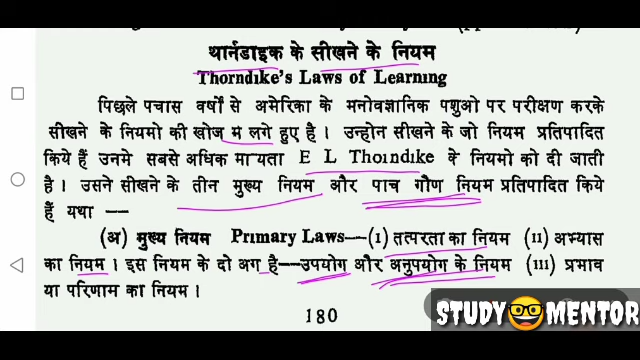 थार्नडाइक के सीखने के नियम
Thorndike's Laws of Learning
पिछले पचास वर्षों से अमेरिका के मनोवज्ञानिक पशुओ पर परीक्षण करके
सीखने के नियमो की खोज म लगे हुए है। उन्होन सीखने के जो नियम प्रतिपादित
किये हैं उनमे सबसे अधिक मायता E L Thoindike के नियमो को दी जाती
है। उसने सीखने के तीन मुख्य नियम और पाच गौण नियम प्रतिपादित किये
हैं यथा —
(अ) मुख्य नियम Primary Laws—(I) तत्परता का नियम (II) अभ्यास
का नियम। इस नियम के दो अग है—उपयोग और अनुपयोग के नियम (III) प्रभाव
या परिणाम का नियम।
180
STUDY MENTOR